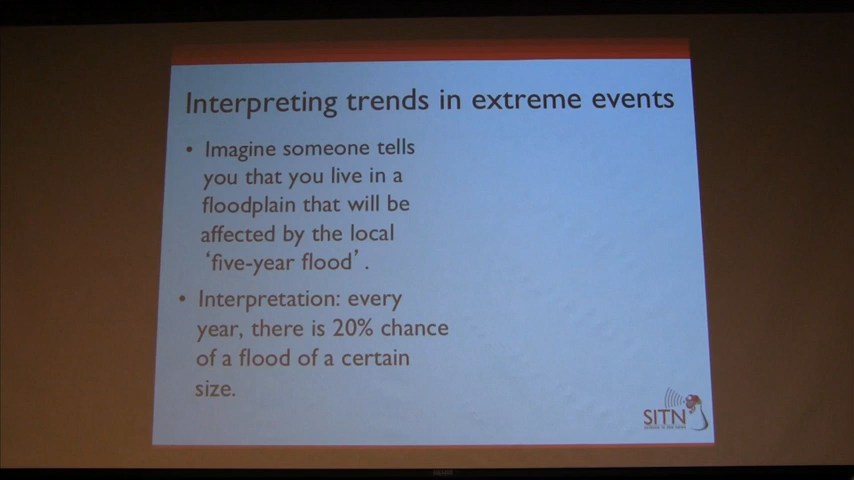 Interpreting trends in extreme events
• Imagine someone tells
you that you live in a
floodplain that will be
affected by the local
‘five-year flood’.
• Interpretation: every
year, there is 20% chance
of a flood of a certain
size.
SITN